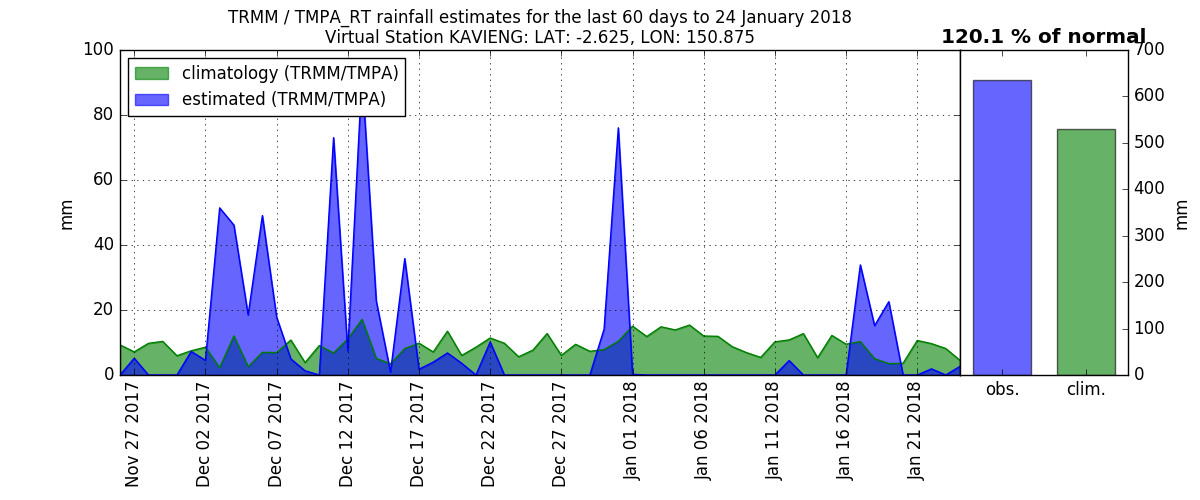 TRMM / TMPA_RT rainfall estimates for the last 60 days to 24 January 2018
Virtual Station KAVIENG: LAT: -2.625, LON: 150.875
120.1 % of normal
climatology (TRMM/TMPA)
estimated (TRMM/TMPA)
100
80
60
40
20
0
mm
Nov 27 2017
Dec 02 2017
Dec 07 2017
Dec 12 2017
Dec 17 2017
Dec 22 2017
Dec 27 2017
Jan 01 2018
Jan 06 2018
Jan 11 2018
Jan 16 2018
Jan 21 2018
700
600
500
400
300
200
100
0
mm
obs.
clim.